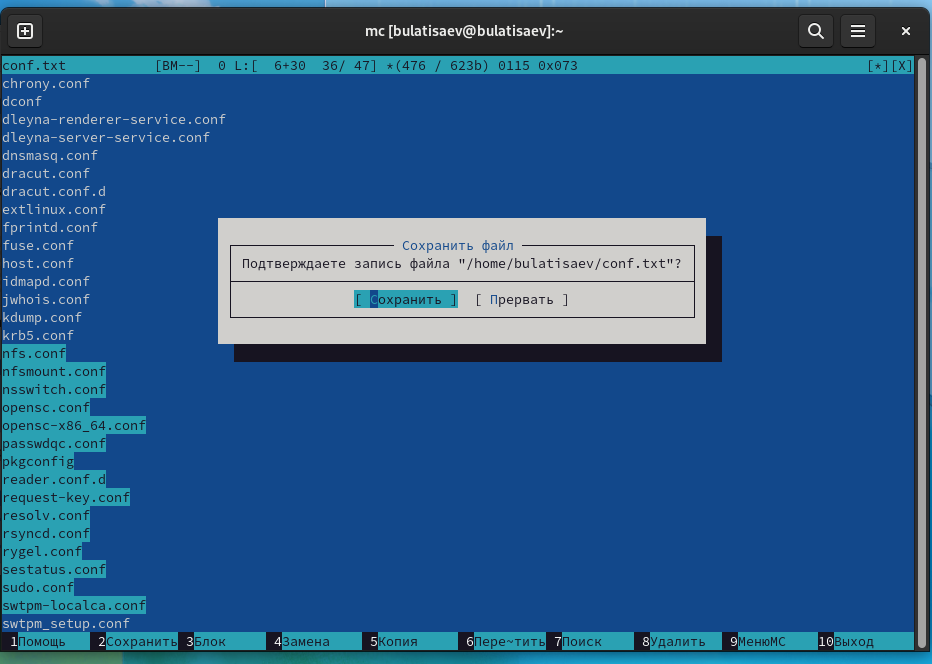 mc [bulatisaev@bulatisaev]:~
conf.txt [BM--] 0 L:[ 6+30 36/ 47] *(476 / 623b) 0115 0x073 [*][X]
chrony.conf
dconf
dleyna-renderer-service.conf
dleyna-server-service.conf
dnsmasq.conf
dracut.conf
dracut.conf.d
extlinux.conf
fprintd.conf
fuse.conf
host.conf
idmapd.conf
jwhois.conf
kdump.conf
krb5.conf
Сохранить файл
Подтверждаете запись файла "/home/bulatisaev/conf.txt"?
[ Сохранить ] [ Прервать ]
nfs.conf
nfsmount.conf
nsswitch.conf
opensc.conf
opensc-x86_64.conf
passwdqc.conf
pkgconfig
reader.conf.d
request-key.conf
resolv.conf
rsyncd.conf
rygel.conf
sestatus.conf
sudo.conf
swtpm-localca.conf
swtpm_setup.conf
1Помощь 2Сохранить 3Блок 4Замена 5Копия 6Пере~тить 7Поиск 8Удалить 9МенюMC 10Выход